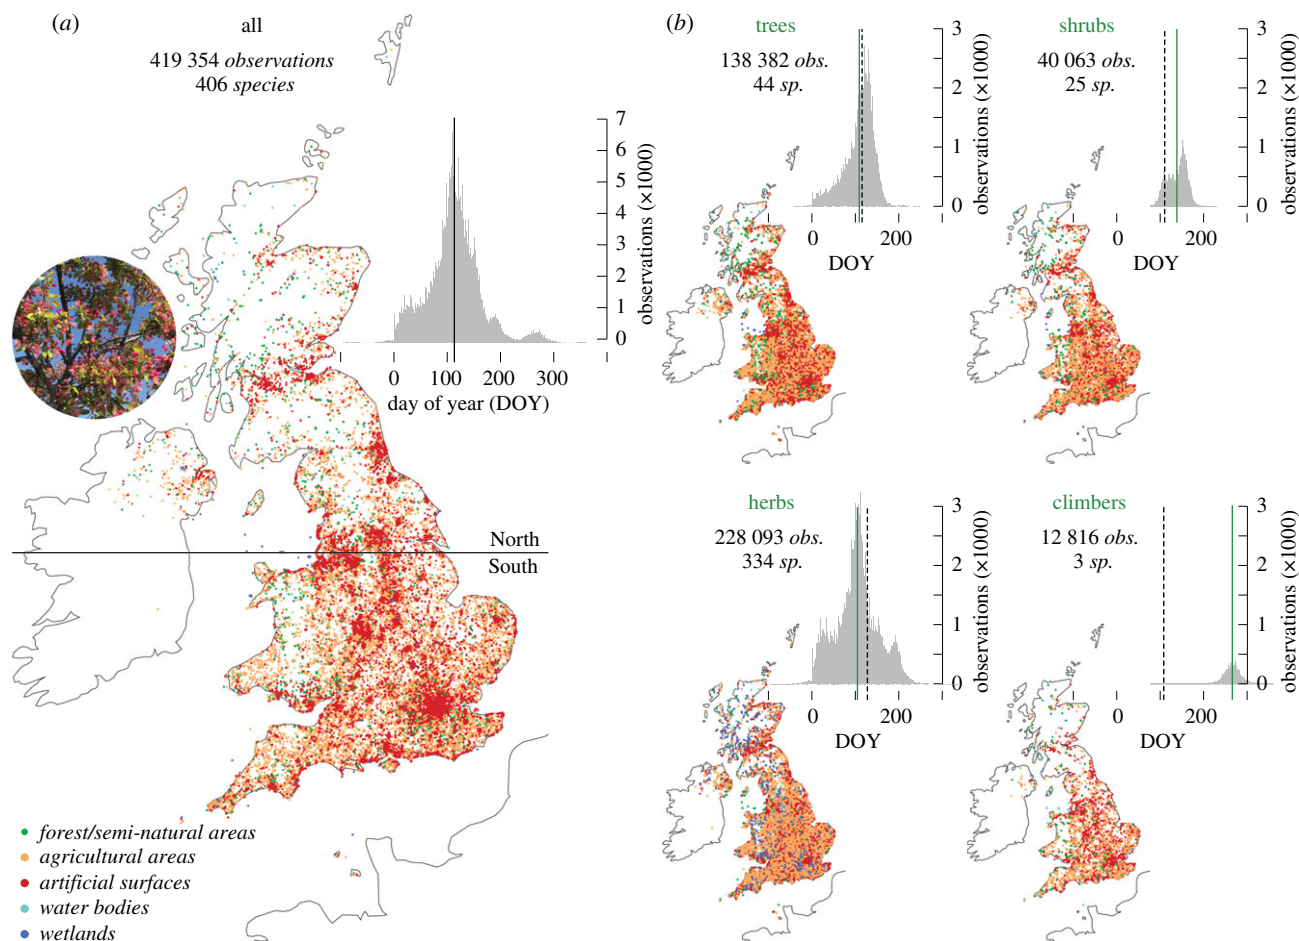 (a)
all
419 354 observations
406 species
7
6
5
4
3
2
1
0
observations (×1000)
0 100 200 300
day of year (DOY)
North
South
forest/semi-natural areas
agricultural areas
artificial surfaces
water bodies
wetlands
(b)
trees
138 382 obs.
44 sp.
3
2
1
0
observations (×1000)
0 200
DOY
shrubs
40 063 obs.
25 sp.
3
2
1
0
observations (×1000)
0 200
DOY
herbs
228 093 obs.
334 sp.
3
2
1
0
observations (×1000)
0 200
DOY
climbers
12 816 obs.
3 sp.
3
2
1
0
observations (×1000)
0 200
DOY